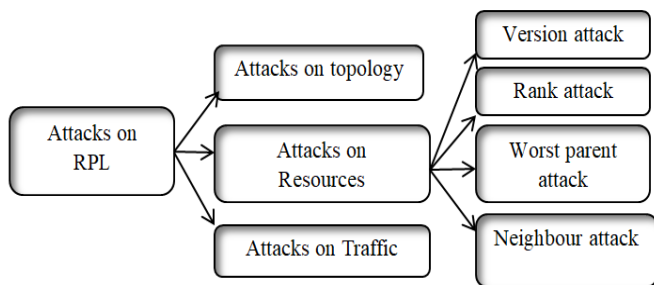 Attacks on
RPL
Attacks on topology
Attacks on
Resources
Attacks on Traffic
Version attack
Rank attack
Worst parent
attack
Neighbour attack